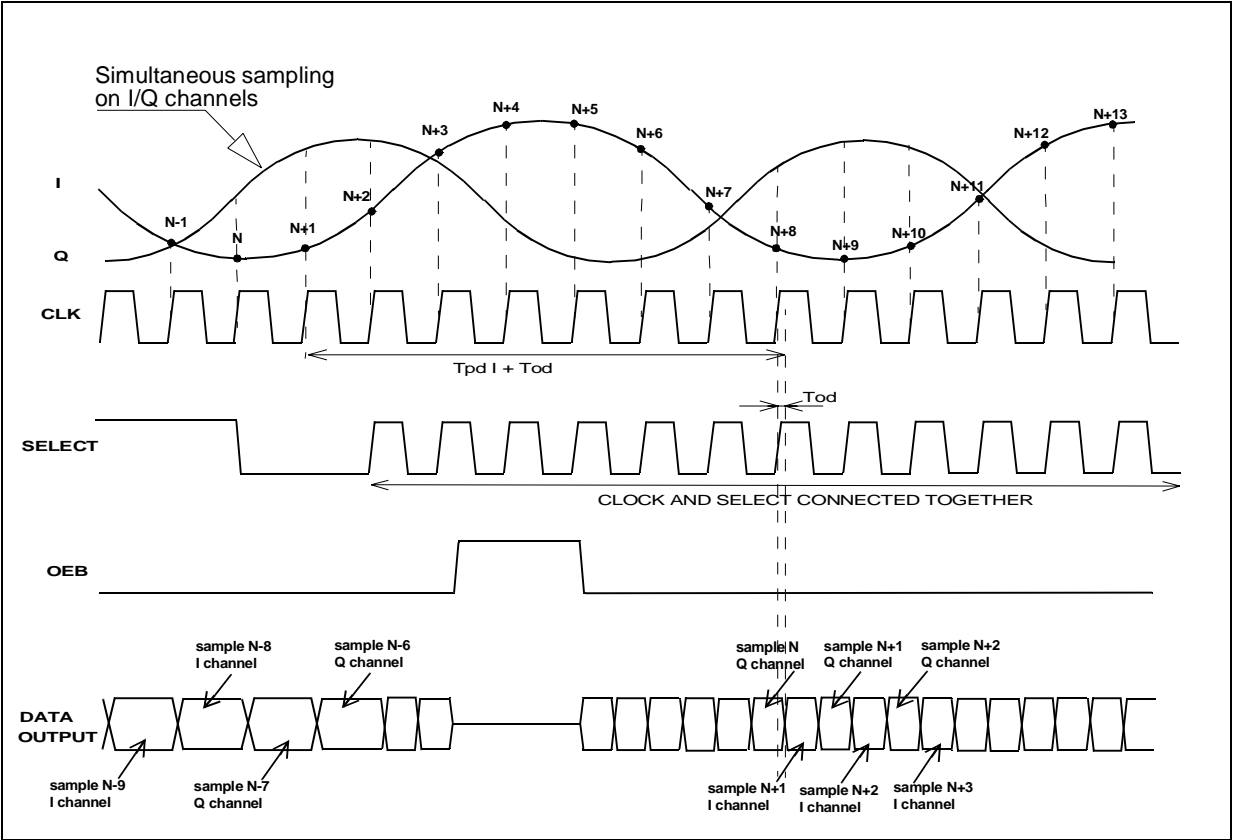 Simultaneous sampling
on I/Q channels
N-1
N
N+1
N+2
N+3
N+4
N+5
N+6
N+7
N+8
N+9
N+10
N+11
N+12
N+13
I
Q
CLK
Tpd I + Tod
Tod
SELECT
CLOCK AND SELECT CONNECTED TOGETHER
OEB
sample N-8
I channel
sample N-6
Q channel
sample N
Q channel
sample N+1
Q channel
sample N+2
Q channel
DATA
OUTPUT
sample N-9
I channel
sample N-7
Q channel
sample N+1
I channel
sample N+2
I channel
sample N+3
I channel